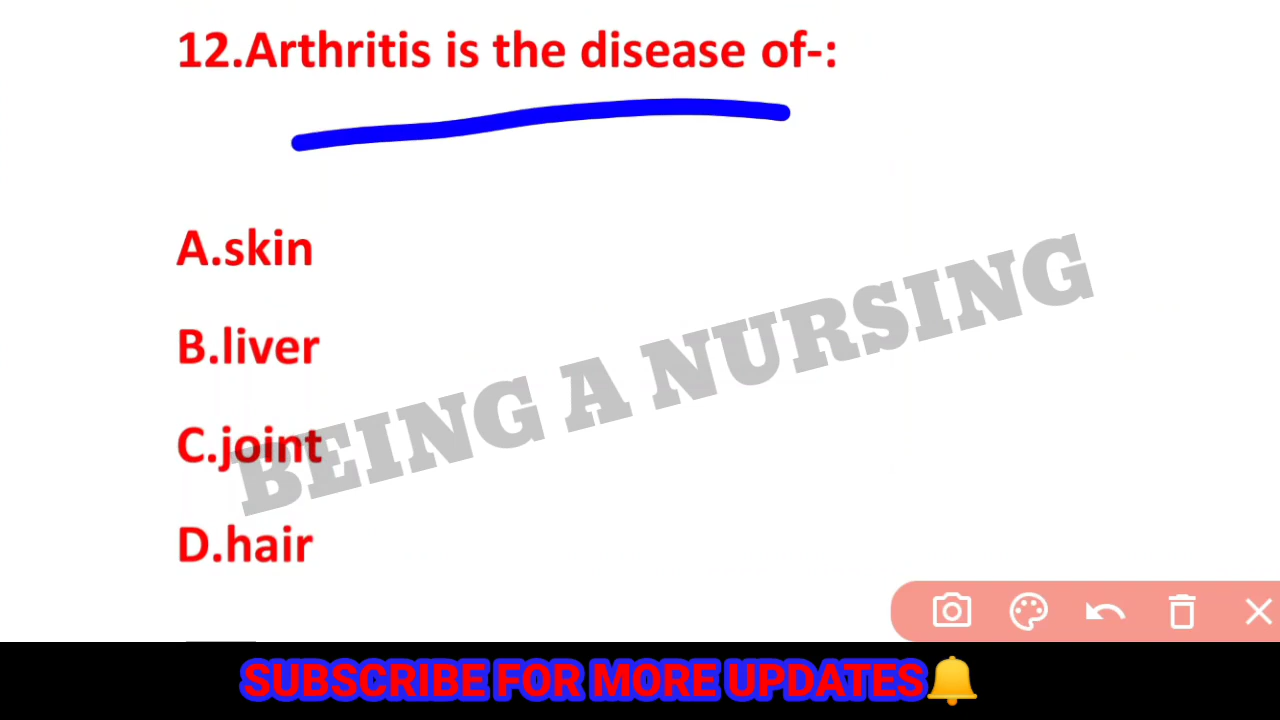 12.Arthritis is the disease of-:
A.skin
B.liver
C.joint
D.hair
BEING A NURSING
SUBSCRIBE FOR MORE UPDATES🔔